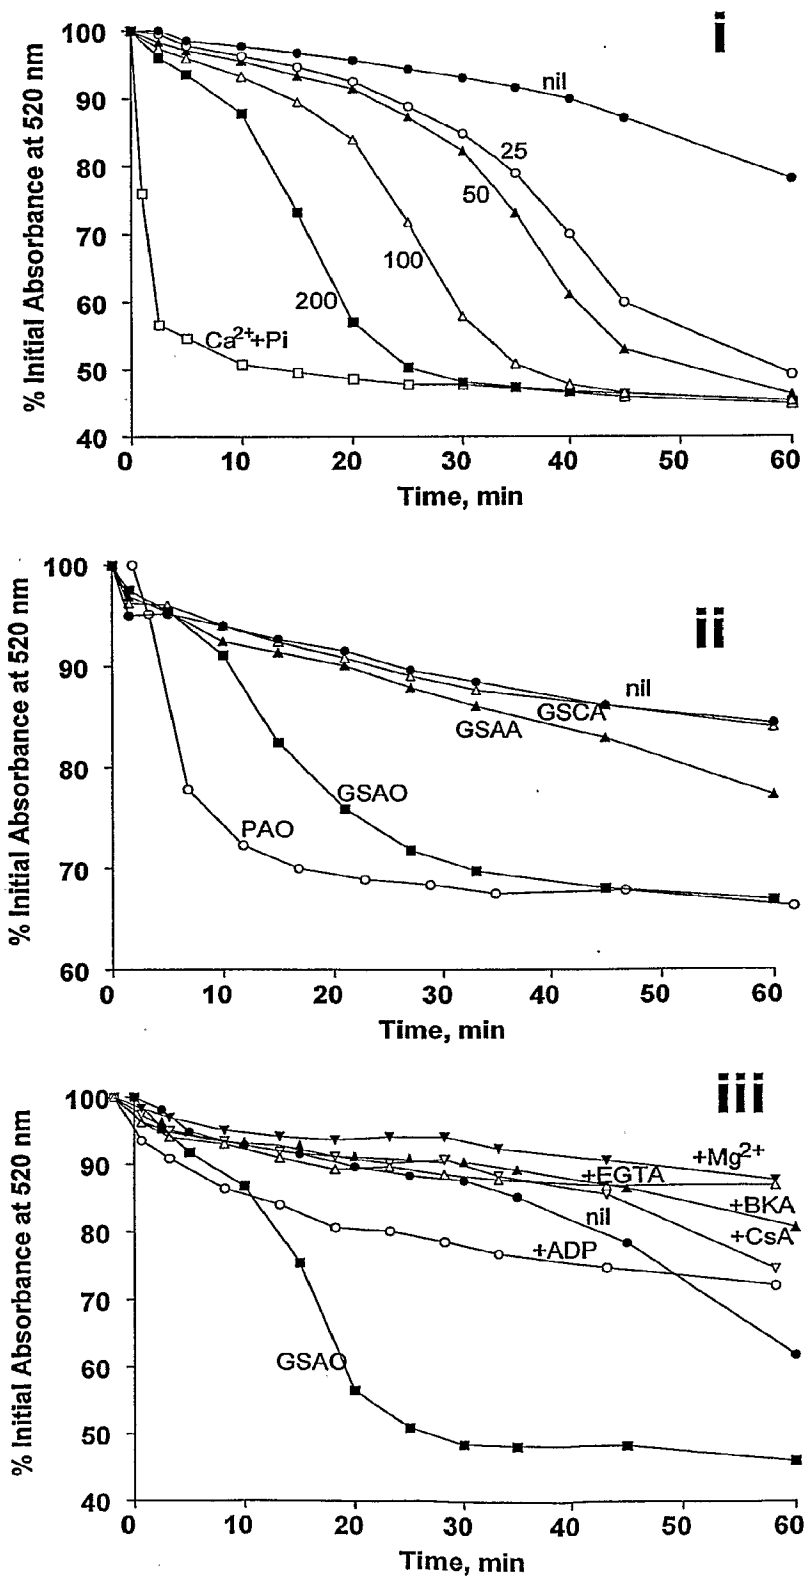 i
% Initial Absorbance at 520 nm
100
90
80
70
60
50
40
nil
25
50
100
200
Ca²⁺+Pi
0 10 20 30 40 50 60
Time, min
ii
% Initial Absorbance at 520 nm
100
90
80
70
60
nil
GSCA
GSAA
GSAO
PAO
0 10 20 30 40 50 60
Time, min
iii
% Initial Absorbance at 520 nm
100
90
80
70
60
50
40
+Mg²⁺
+EGTA
+BKA
nil
+CsA
+ADP
GSAO
0 10 20 30 40 50 60
Time, min